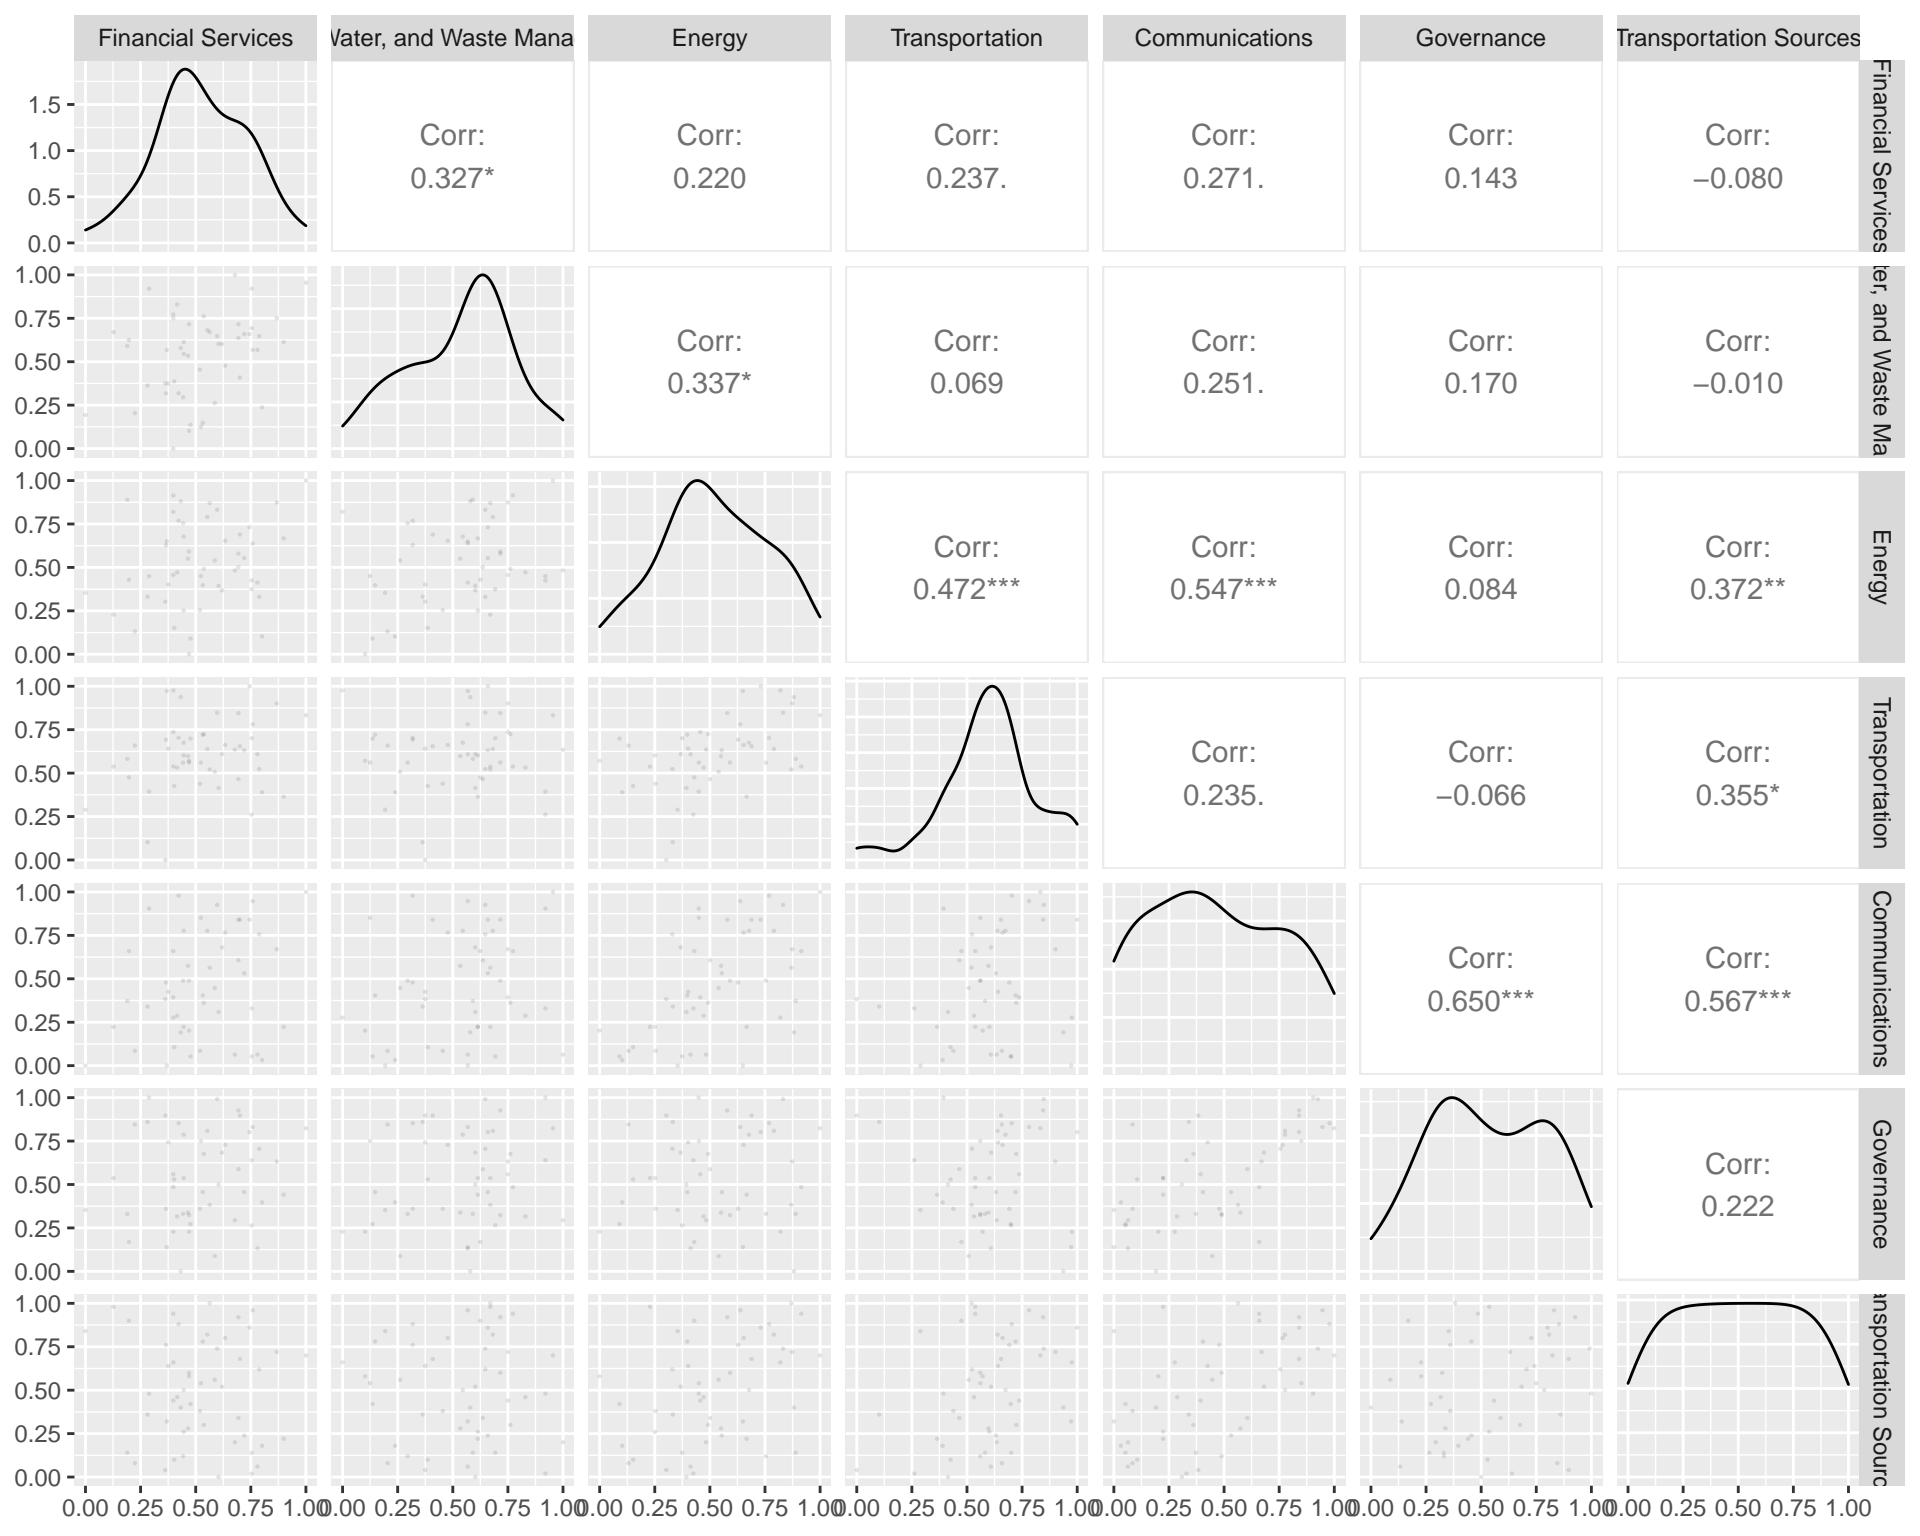 Financial Services
Water, and Waste Mana
Energy
Transportation
Communications
Governance
Transportation Sources
1.5
1.0
0.5
0.0
Corr:
0.327*
Corr:
0.220
Corr:
0.237.
Corr:
0.271.
Corr:
0.143
Corr:
−0.080
Financial Services
1.00
0.75
0.50
0.25
0.00
Corr:
0.337*
Corr:
0.069
Corr:
0.251.
Corr:
0.170
Corr:
−0.010
ter, and Waste Ma
1.00
0.75
0.50
0.25
0.00
Corr:
0.472***
Corr:
0.547***
Corr:
0.084
Corr:
0.372**
Energy
1.00
0.75
0.50
0.25
0.00
Corr:
0.235.
Corr:
−0.066
Corr:
0.355*
Transportation
1.00
0.75
0.50
0.25
0.00
Corr:
0.650***
Corr:
0.567***
Communications
1.00
0.75
0.50
0.25
0.00
Corr:
0.222
Governance
1.00
0.75
0.50
0.25
0.00
ansportation Sourc
0.00 0.25 0.50 0.75 1.00
0.00 0.25 0.50 0.75 1.00
0.00 0.25 0.50 0.75 1.00
0.00 0.25 0.50 0.75 1.00
0.00 0.25 0.50 0.75 1.00
0.00 0.25 0.50 0.75 1.00
0.00 0.25 0.50 0.75 1.00